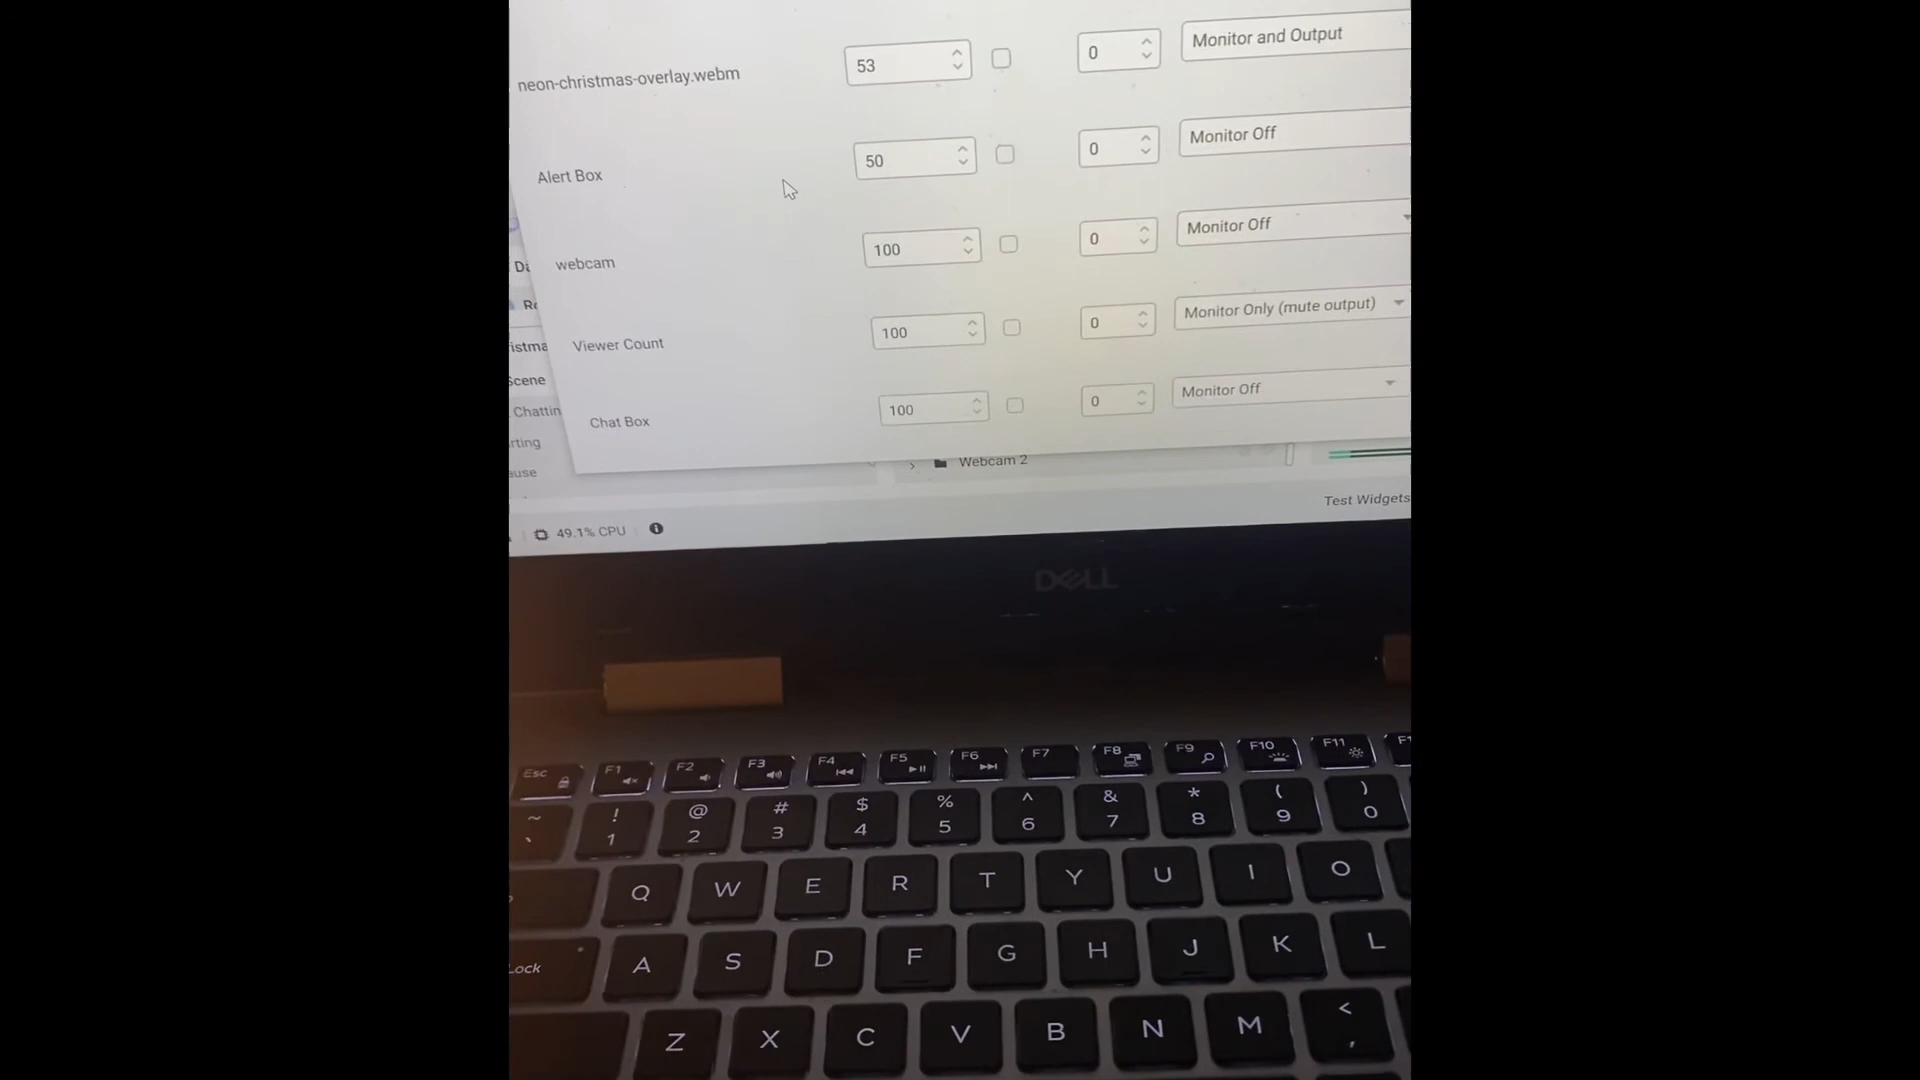 neon-christmas-overlay.webm 53 0 Monitor and Output
Alert Box 50 0 Monitor Off
webcam 100 0 Monitor Off
Viewer Count 100 0 Monitor Only (mute output)
Chat Box 100 0 Monitor Off
Scene
Chattin
Webcam 2
Test Widgets
49.1% CPU
DELL
Esc F1 F2 F3 F4 F5 F6 F7 F8 F9 F10 F11
~ ! @ # $ % ^ & * ( )
` 1 2 3 4 5 6 7 8 9 0
Q W E R T Y U I O
Lock A S D F G H J K L
Z X C V B N M < ,